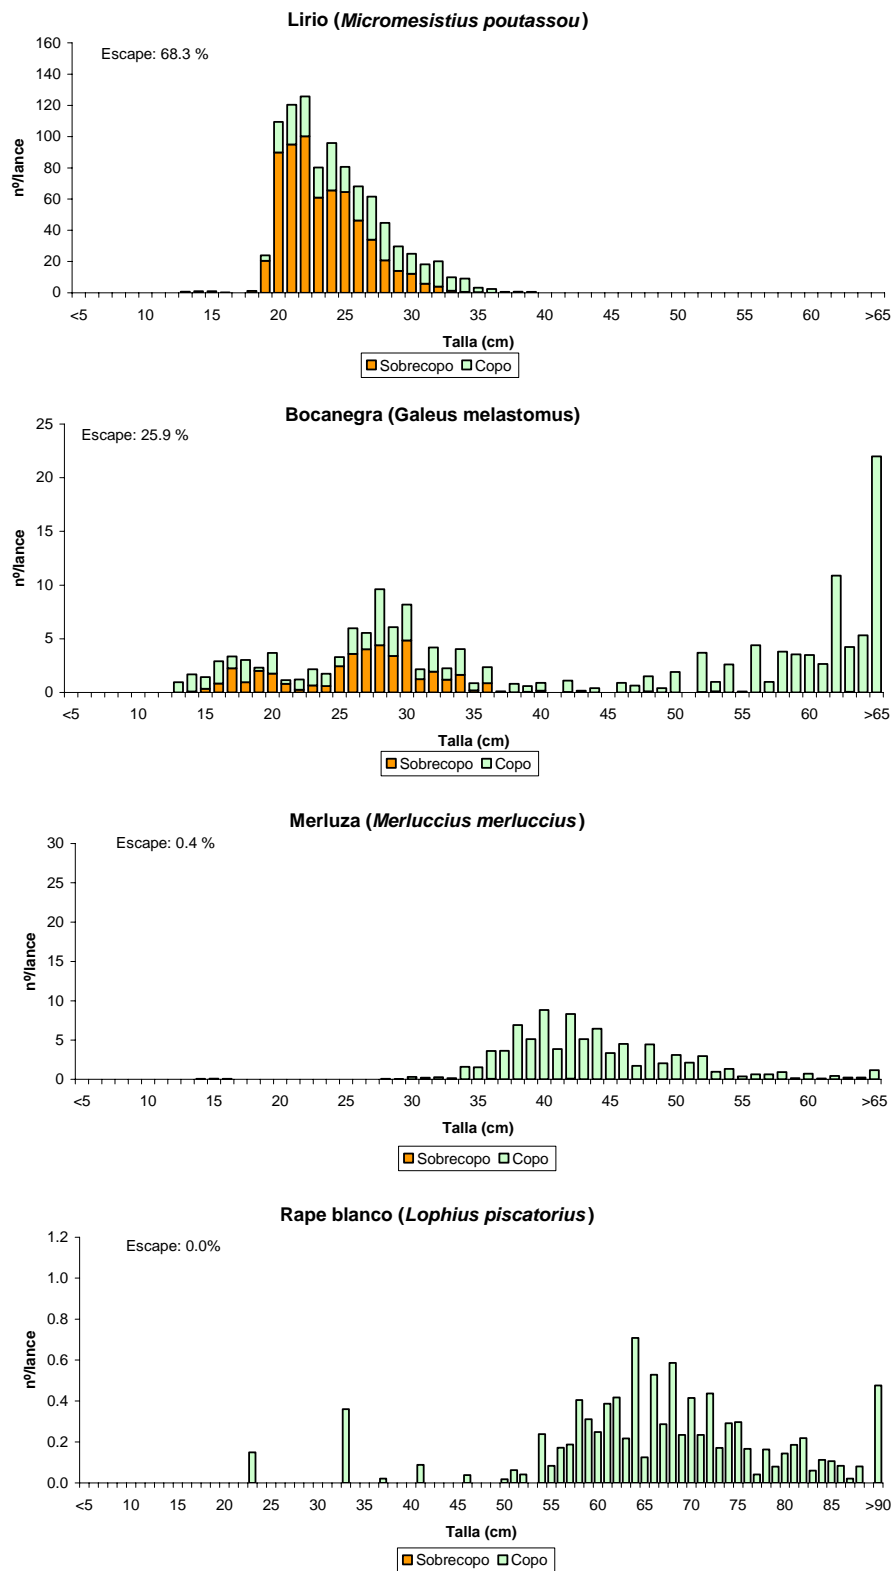 Lirio (Micromesistius poutassou)
Escape: 68.3 %
160
140
120
100
80
60
40
20
0
nº/lance
<5 10 15 20 25 30 35 40 45 50 55 60 >65
Talla (cm)
Sobrecopo Copo
Bocanegra (Galeus melastomus)
Escape: 25.9 %
25
20
15
10
5
0
nº/lance
<5 10 15 20 25 30 35 40 45 50 55 60 >65
Talla (cm)
Sobrecopo Copo
Merluza (Merluccius merluccius)
Escape: 0.4 %
30
25
20
15
10
5
0
nº/lance
<5 10 15 20 25 30 35 40 45 50 55 60 >65
Talla (cm)
Sobrecopo Copo
Rape blanco (Lophius piscatorius)
Escape: 0.0%
1.2
1.0
0.8
0.6
0.4
0.2
0.0
nº/lance
<5 10 15 20 25 30 35 40 45 50 55 60 65 70 75 80 85 >90
Talla (cm)
Sobrecopo Copo